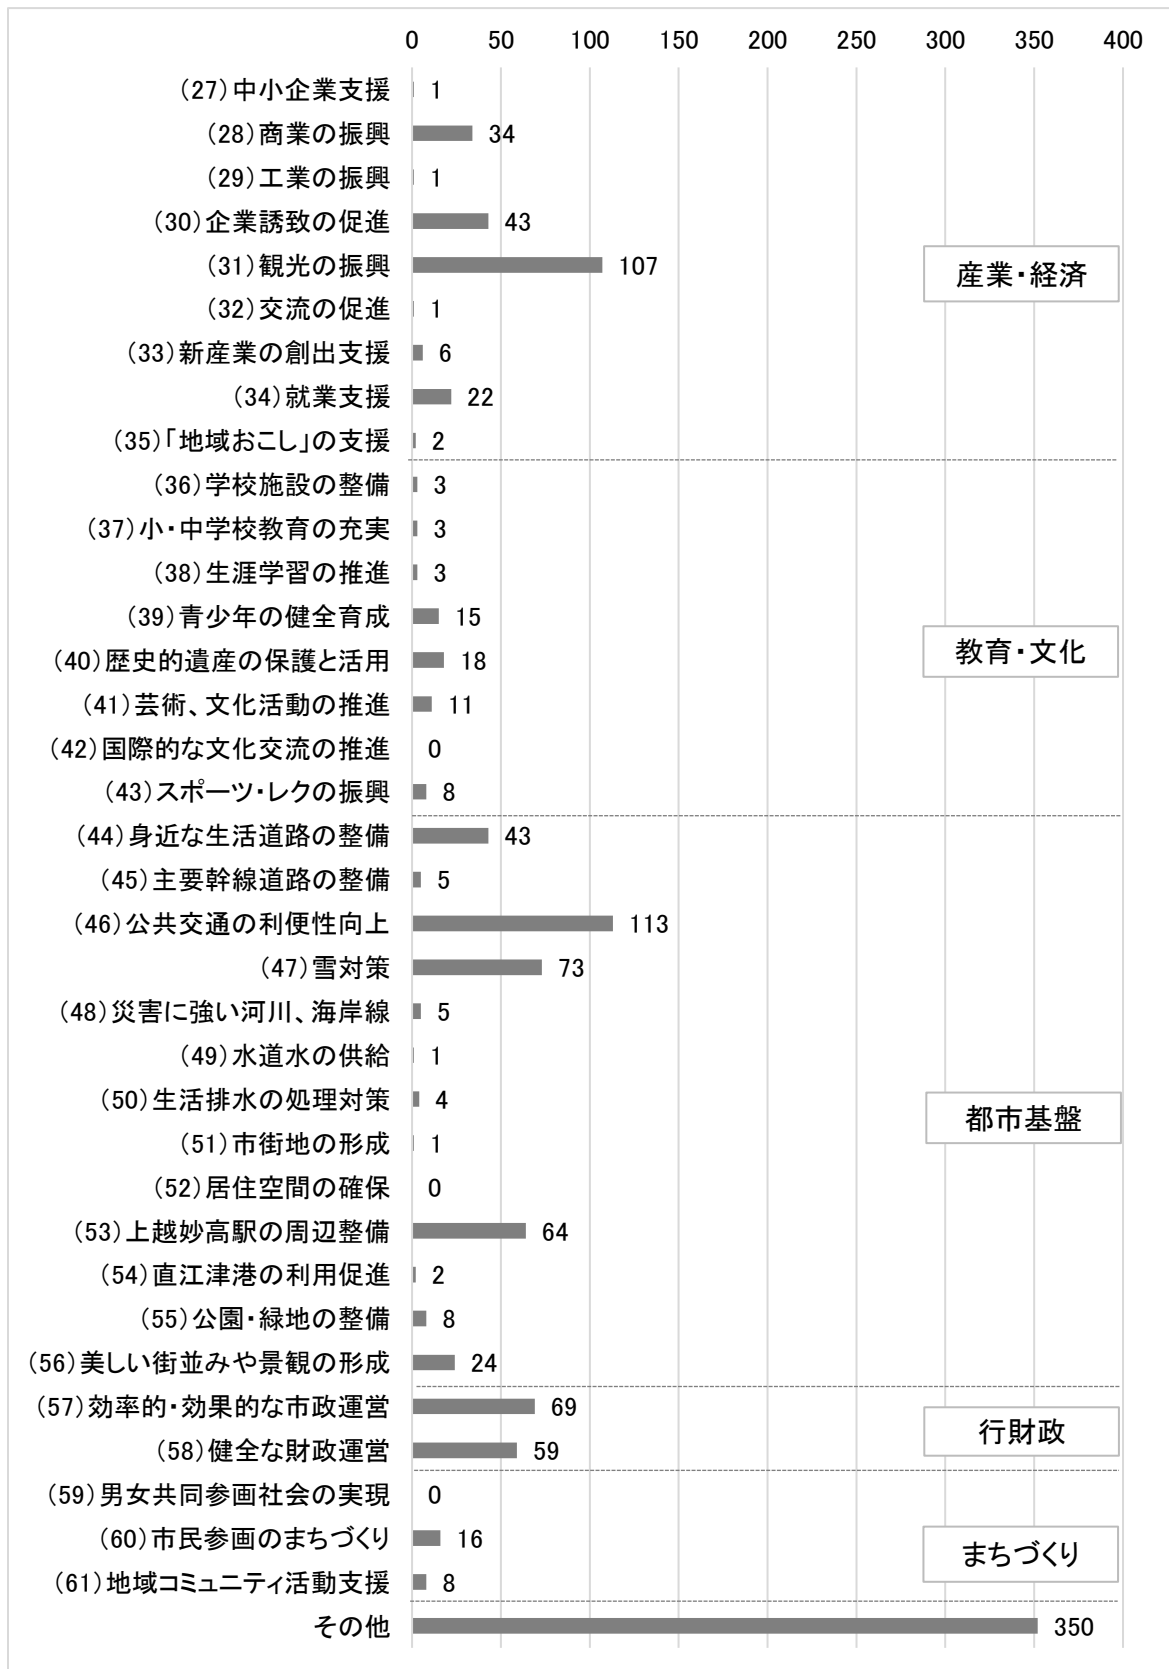 0 50 100 150 200 250 300 350 400
(27)中小企業支援 1
(28)商業の振興 34
(29)工業の振興 1
(30)企業誘致の促進 43
(31)観光の振興 107
産業・経済
(32)交流の促進 1
(33)新産業の創出支援 6
(34)就業支援 22
(35)「地域おこし」の支援 2
(36)学校施設の整備 3
(37)小・中学校教育の充実 3
(38)生涯学習の推進 3
(39)青少年の健全育成 15
(40)歴史的遺産の保護と活用 18
教育・文化
(41)芸術、文化活動の推進 11
(42)国際的な文化交流の推進 0
(43)スポーツ・レクの振興 8
(44)身近な生活道路の整備 43
(45)主要幹線道路の整備 5
(46)公共交通の利便性向上 113
(47)雪対策 73
(48)災害に強い河川、海岸線 5
(49)水道水の供給 1
(50)生活排水の処理対策 4
都市基盤
(51)市街地の形成 1
(52)居住空間の確保 0
(53)上越妙高駅の周辺整備 64
(54)直江津港の利用促進 2
(55)公園・緑地の整備 8
(56)美しい街並みや景観の形成 24
(57)効率的・効果的な市政運営 69
行財政
(58)健全な財政運営 59
(59)男女共同参画社会の実現 0
(60)市民参画のまちづくり 16
まちづくり
(61)地域コミュニティ活動支援 8
その他 350